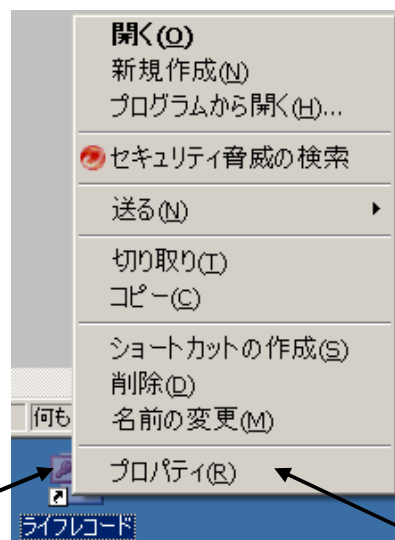 開く(O)
新規作成(N)
プログラムから開く(H)...
セキュリティ脅威の検索
送る(N)
切り取り(T)
コピー(C)
ショートカットの作成(S)
削除(D)
名前の変更(M)
何も
プロパティ(R)
ライフレコード